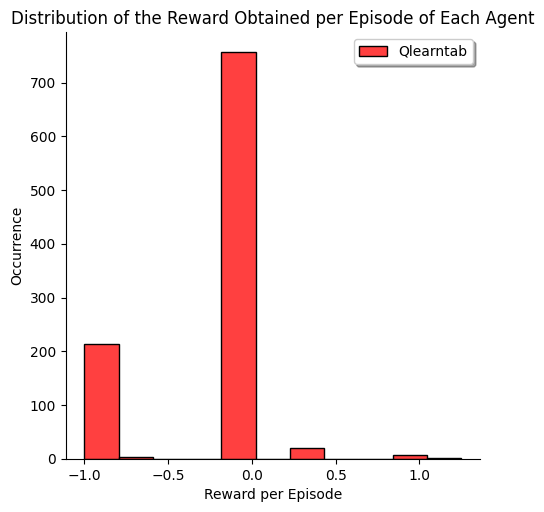 Distribution of the Reward Obtained per Episode of Each Agent
Qlearntab
Occurrence
700
600
500
400
300
200
100
0
−1.0 −0.5 0.0 0.5 1.0
Reward per Episode